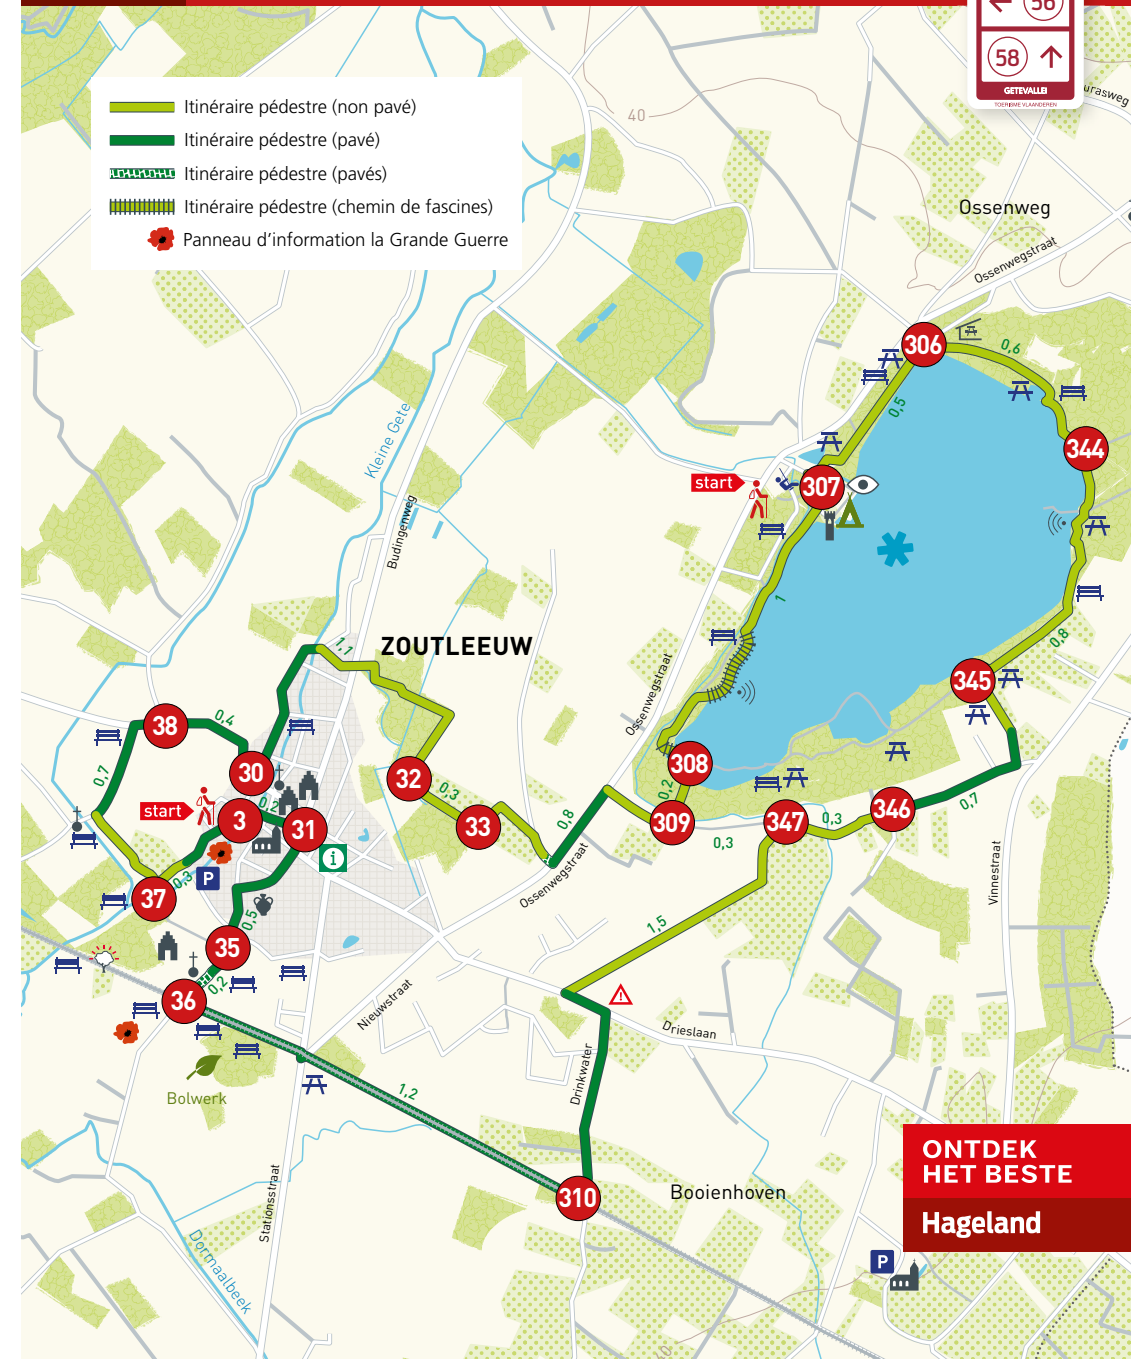 56
58
GETEVALLEI
TOERISME VLAANDEREN
urasweg
Itinéraire pédestre (non pavé)
Itinéraire pédestre (pavé)
Itinéraire pédestre (pavés)
Itinéraire pédestre (chemin de fascines)
Panneau d'information la Grande Guerre
40
Ossenweg
Ossenwegstraat
306
0,6
0,5
Kleine Gete
344
start
307
Budingenweg
1
1,1
ZOUTLEEUW
0,8
345
Ossenwegstraat
38
0,4
30
308
32
0,7
0,3
0,2
0,7
start
0,2
3
31
33
0,8
309
347
0,3
346
0,3
i
Ossenwegstraat
Vinnestraat
0,3
P
37
0,5
1,5
35
0,2
36
Nieuwstraat
Drieslaan
Drinkwater
Bolwerk
1,2
ONTDEK
HET BESTE
Hageland
Stationsstraat
310
Booienhoven
Dormaalbeek
P